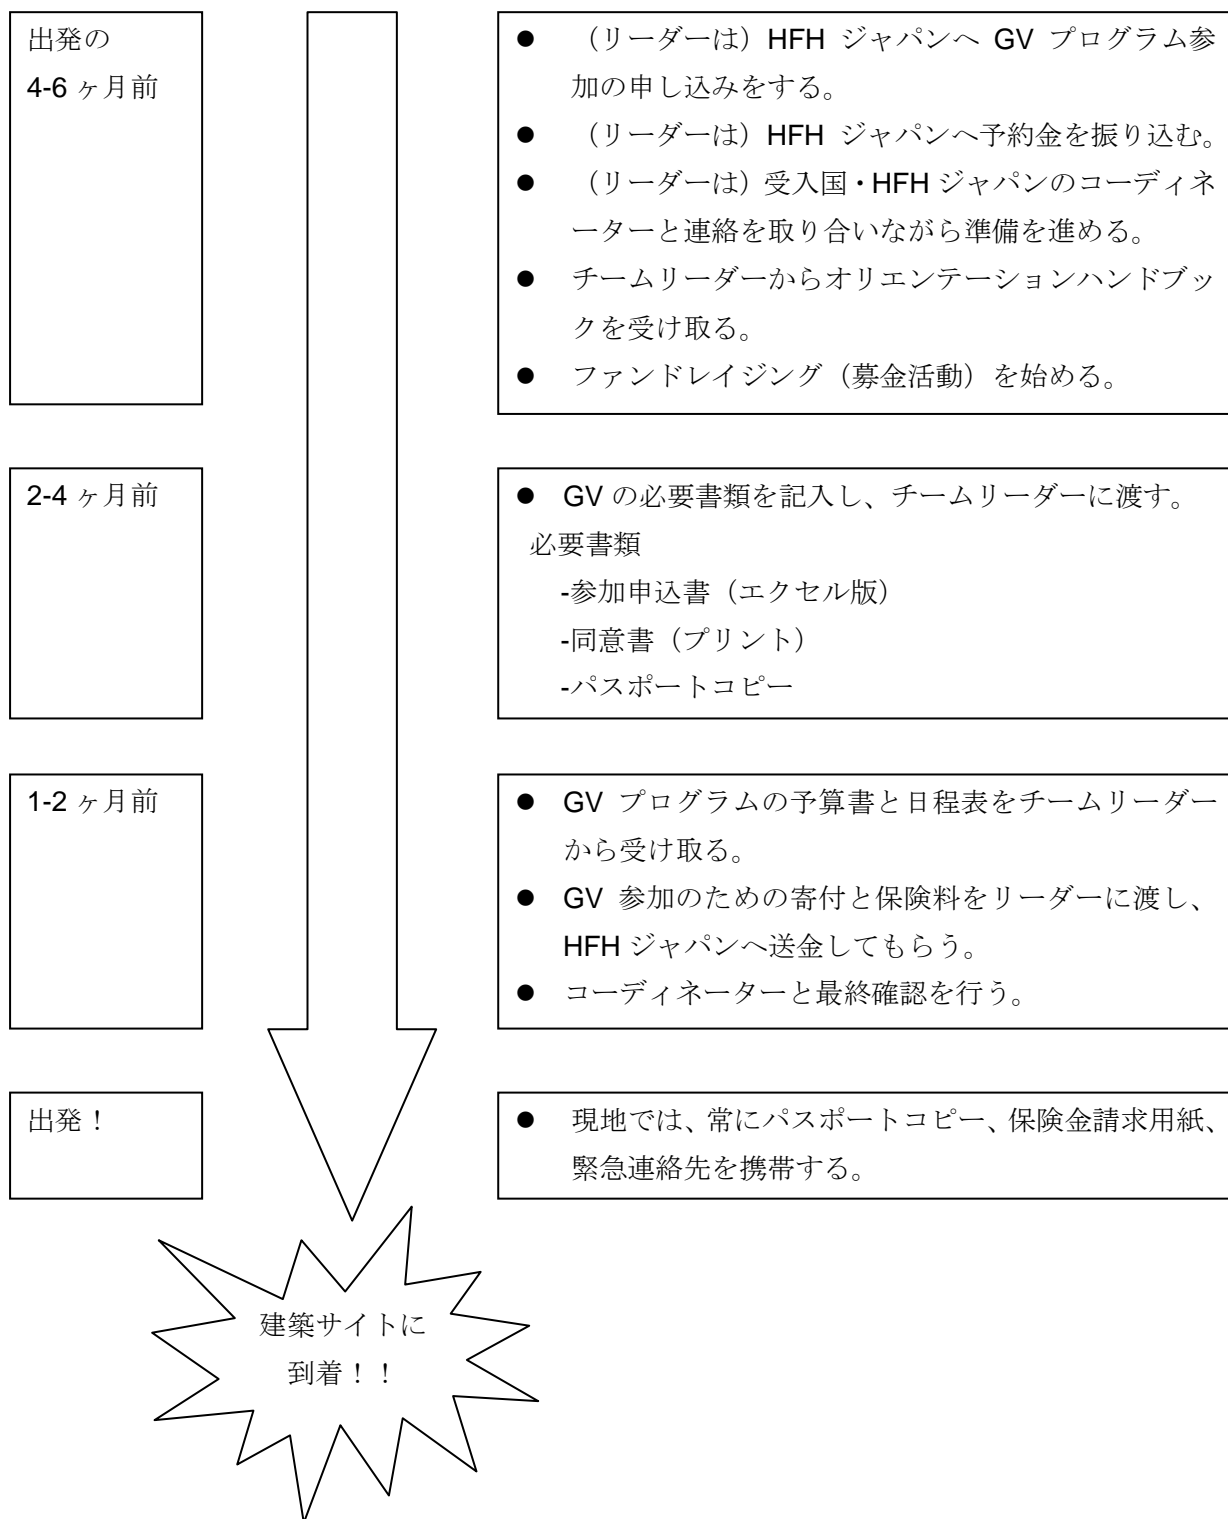 出発の
4-6 ヶ月前
● （リーダーは）HFH ジャパンへ GV プログラム参
加の申し込みをする。
● （リーダーは）HFH ジャパンへ予約金を振り込む。
● （リーダーは）受入国・HFH ジャパンのコーディネ
ーターと連絡を取り合いながら準備を進める。
● チームリーダーからオリエンテーションハンドブッ
クを受け取る。
● ファンドレイジング（募金活動）を始める。
2-4 ヶ月前
● GV の必要書類を記入し、チームリーダーに渡す。
必要書類
-参加申込書（エクセル版）
-同意書（プリント）
-パスポートコピー
1-2 ヶ月前
● GV プログラムの予算書と日程表をチームリーダー
から受け取る。
● GV 参加のための寄付と保険料をリーダーに渡し、
HFH ジャパンへ送金してもらう。
● コーディネーターと最終確認を行う。
出発！
● 現地では、常にパスポートコピー、保険金請求用紙、
緊急連絡先を携帯する。
建築サイトに
到着！！